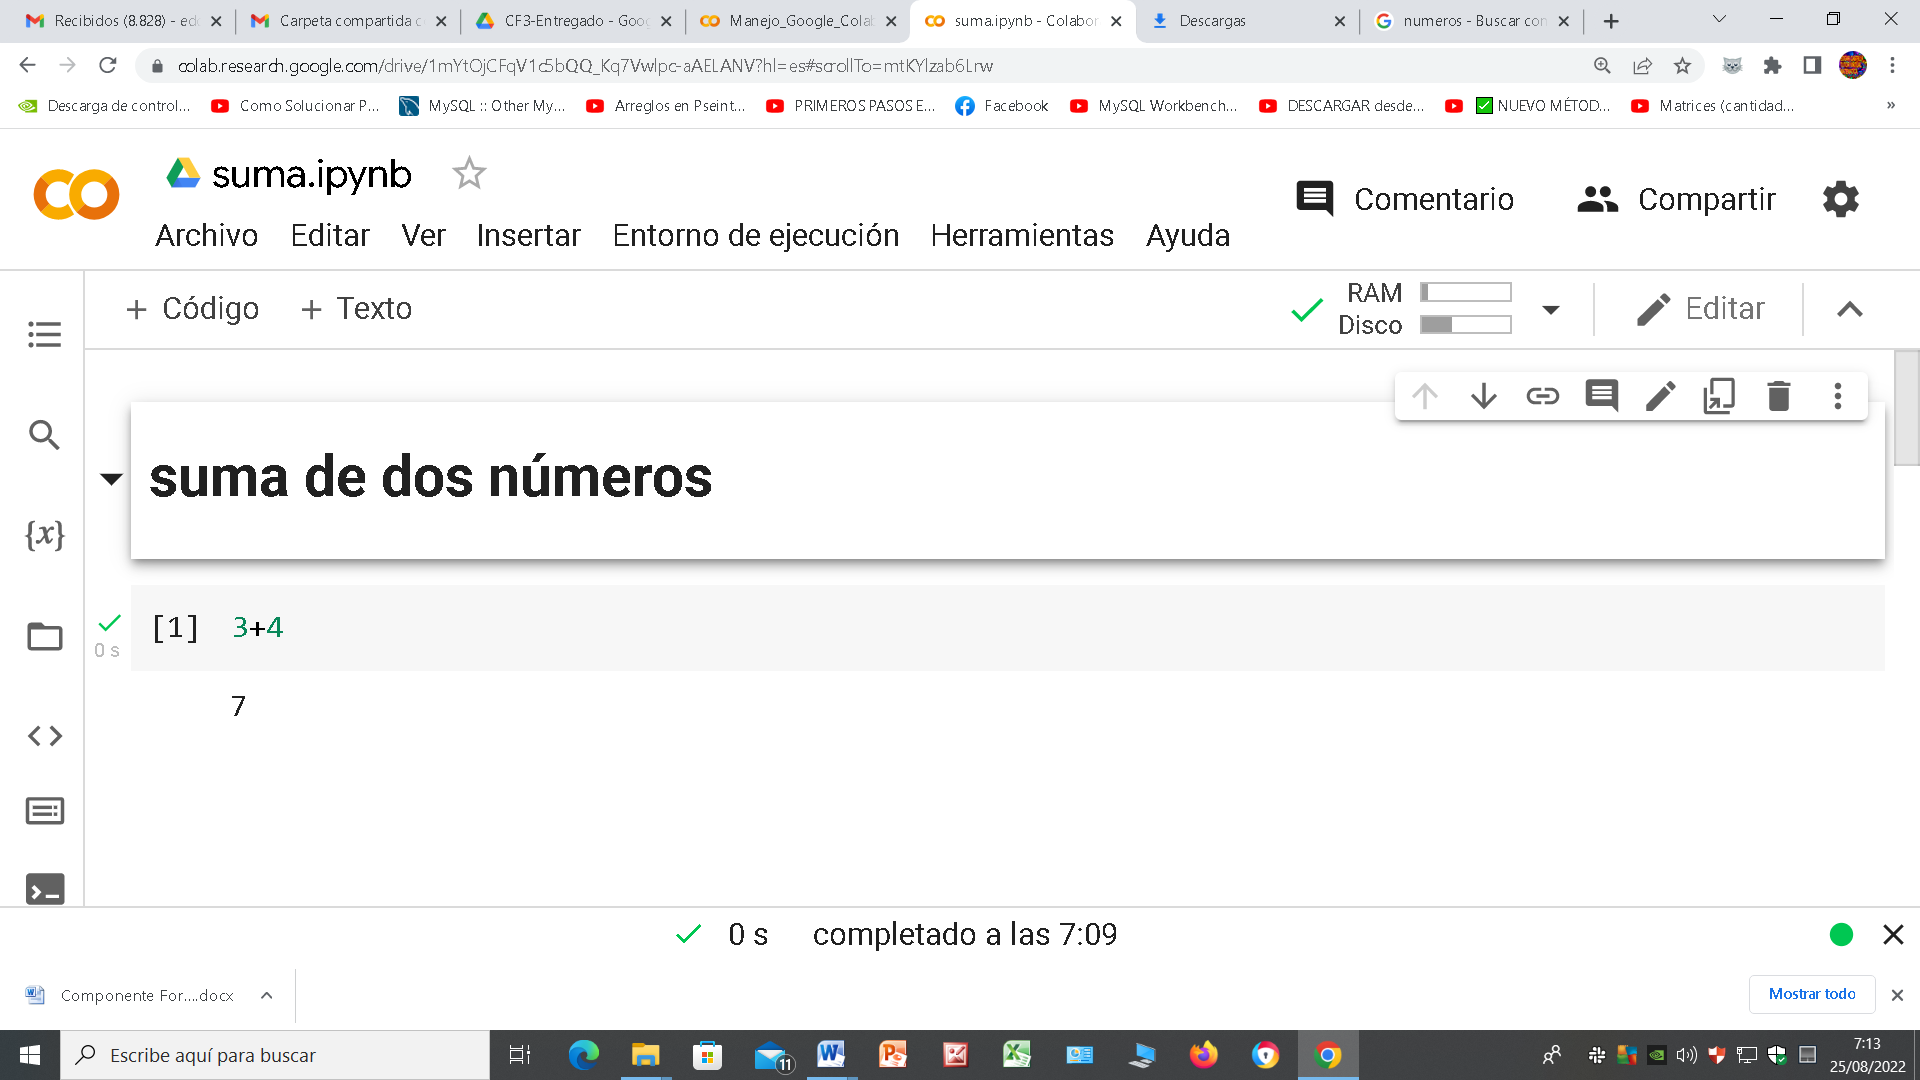 Recibidos (8.828) - ed
Carpeta compartida c
CF3-Entregado - Goog
Manejo_Google_Colab
suma.ipynb - Colabor
Descargas
numeros - Buscar con
colab.research.google.com/drive/1mYtOjCFqV1c5bQQ_Kq7Vwlpc-aAELANV?hl=es#scrollTo=mtKYlzab6Lrw
Descarga de control...
Como Solucionar P...
MySQL :: Other My...
Arreglos en Pseint...
PRIMEROS PASOS E...
Facebook
MySQL Workbench...
DESCARGAR desde...
NUEVO MÉTOD...
Matrices (cantidad...
»
suma.ipynb
Comentario
Compartir
Archivo Editar Ver Insertar Entorno de ejecución Herramientas Ayuda
+ Código + Texto
RAM
Disco
Editar
suma de dos números
{x}
[1] 3+4
0 s
7
0 s completado a las 7:09
Componente For....docx
Mostrar todo
Escribe aquí para buscar
11
7:13
25/08/2022